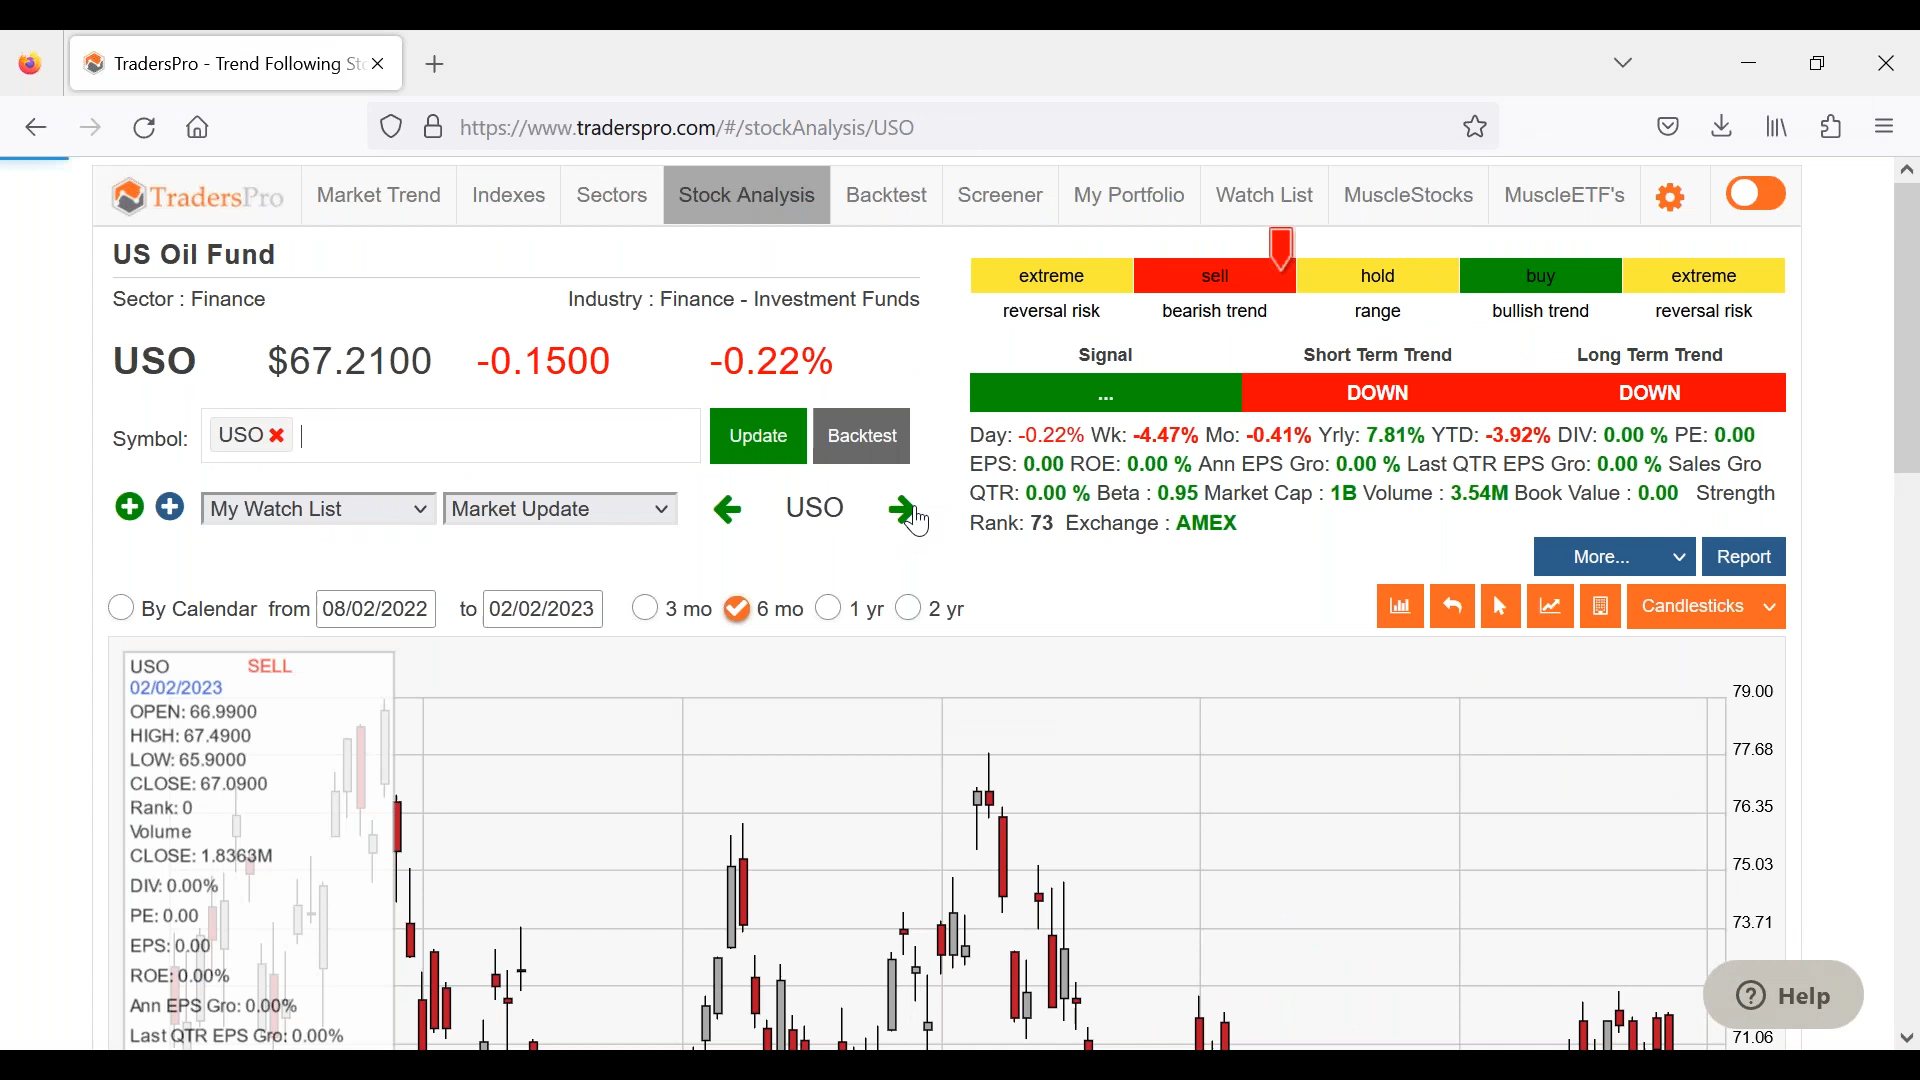 TradersPro - Trend Following Sto
https://www.traderspro.com/#/stockAnalysis/USO
TradersPro Market Trend Indexes Sectors Stock Analysis Backtest Screener My Portfolio Watch List MuscleStocks MuscleETF's
US Oil Fund
Sector : Finance Industry : Finance - Investment Funds
extreme sell hold buy extreme
reversal risk bearish trend range bullish trend reversal risk
USO $67.2100 -0.1500 -0.22%
Signal Short Term Trend Long Term Trend
... DOWN DOWN
Symbol: USO Update Backtest
Day: -0.22% Wk: -4.47% Mo: -0.41% Yrly: 7.81% YTD: -3.92% DIV: 0.00 % PE: 0.00
EPS: 0.00 ROE: 0.00 % Ann EPS Gro: 0.00 % Last QTR EPS Gro: 0.00 % Sales Gro
QTR: 0.00 % Beta : 0.95 Market Cap : 1B Volume : 3.54M Book Value : 0.00 Strength
Rank: 73 Exchange : AMEX
My Watch List Market Update USO
More... Report
By Calendar from 08/02/2022 to 02/02/2023 3 mo 6 mo 1 yr 2 yr
Candlesticks
USO SELL
02/02/2023
OPEN: 66.9900
HIGH: 67.4900
LOW: 65.9000
CLOSE: 67.0900
Rank: 0
Volume
CLOSE: 1.8363M
DIV: 0.00%
PE: 0.00
EPS: 0.00
ROE: 0.00%
Ann EPS Gro: 0.00%
Last QTR EPS Gro: 0.00%
79.00
77.68
76.35
75.03
73.71
71.06
Help